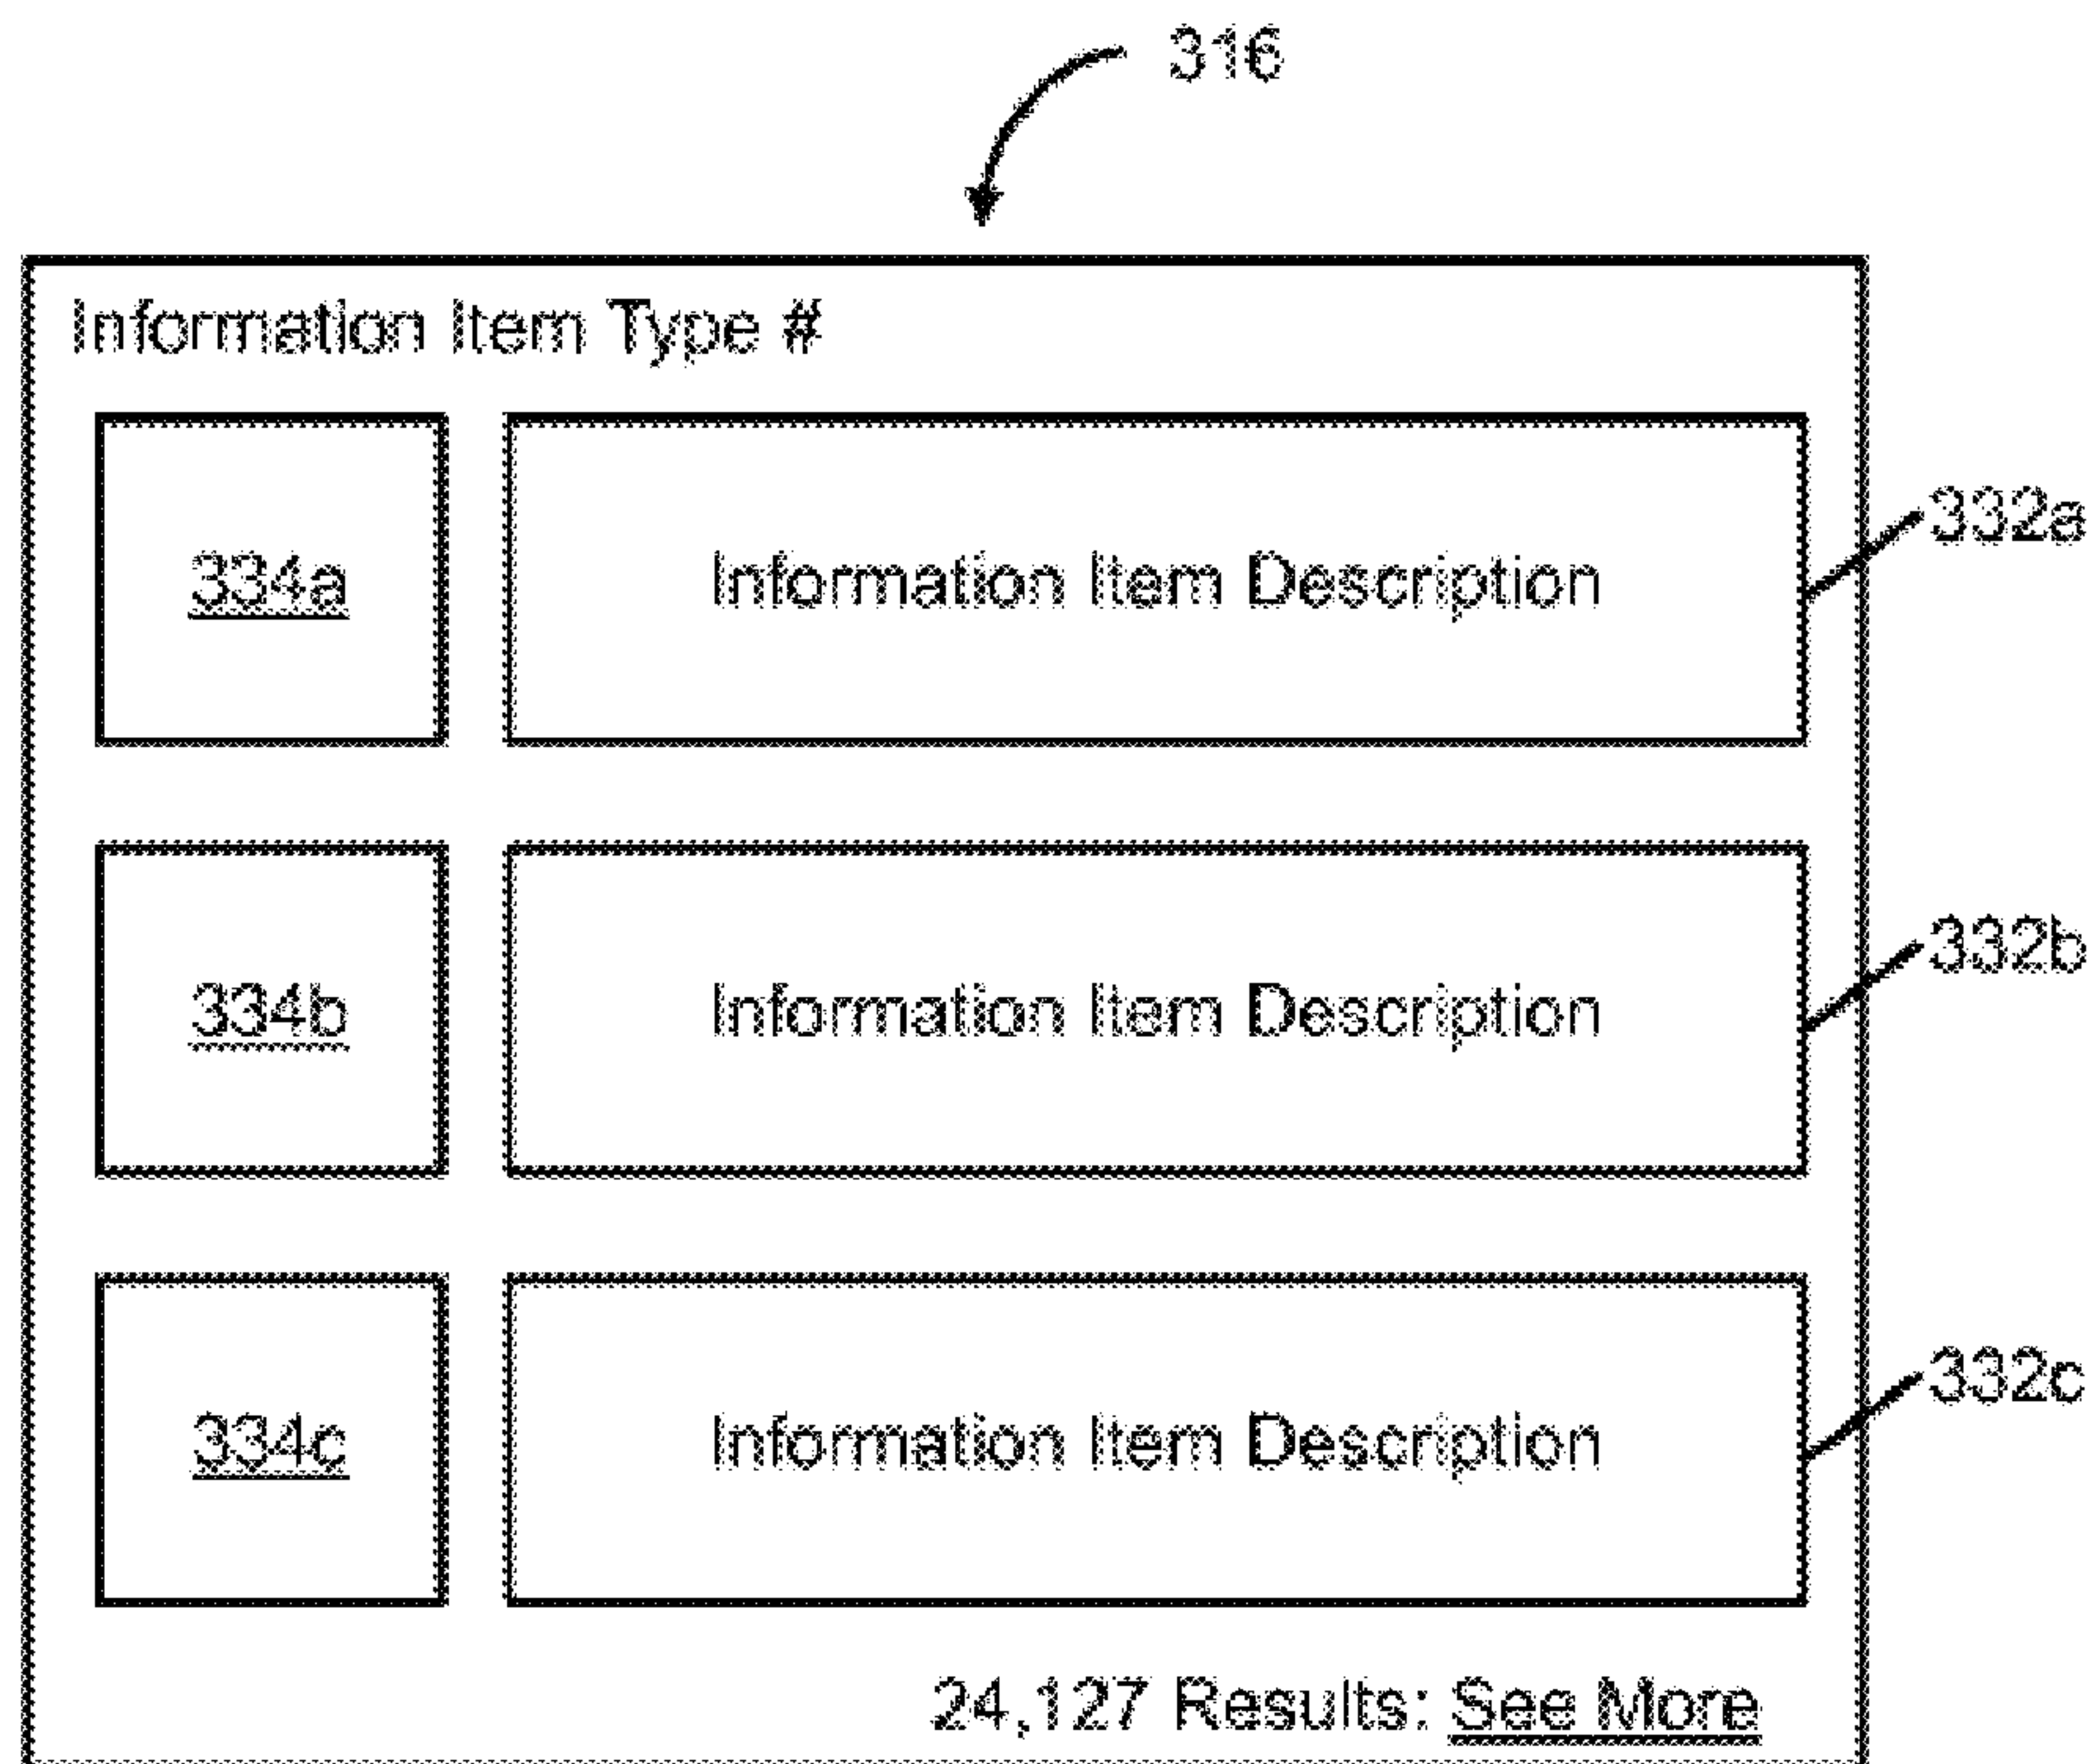 316
Information Item Type #
334a
Information Item Description
332a
334b
Information Item Description
332b
334c
Information Item Description
332c
24,127 Results: See More